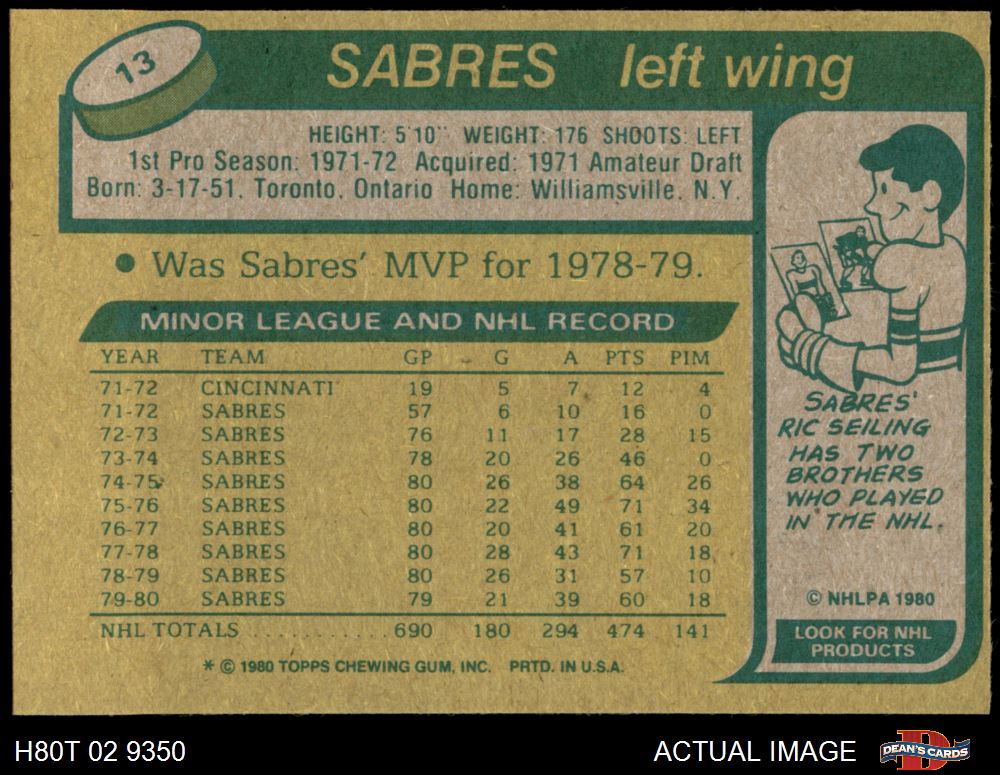 13
SABRES left wing
HEIGHT: 5'10" WEIGHT: 176 SHOOTS: LEFT
1st Pro Season: 1971-72 Acquired: 1971 Amateur Draft
Born: 3-17-51, Toronto, Ontario Home: Williamsville, N.Y.
• Was Sabres' MVP for 1978-79.
MINOR LEAGUE AND NHL RECORD
YEAR TEAM GP G A PTS PIM
71-72 CINCINNATI 19 5 7 12 4
71-72 SABRES 57 6 10 16 0
72-73 SABRES 76 11 17 28 15
73-74 SABRES 78 20 26 46 0
74-75 SABRES 80 26 38 64 26
75-76 SABRES 80 22 49 71 34
76-77 SABRES 80 20 41 61 20
77-78 SABRES 80 28 43 71 18
78-79 SABRES 80 26 31 57 10
79-80 SABRES 79 21 39 60 18
NHL TOTALS ............690 180 294 474 141
* © 1980 TOPPS CHEWING GUM, INC. PRTD. IN U.S.A.
SABRES'
RIC SEILING
HAS TWO
BROTHERS
WHO PLAYED
IN THE NHL.
© NHLPA 1980
LOOK FOR NHL
PRODUCTS
H80T 02 9350
ACTUAL IMAGE
D
DEAN'S CARDS